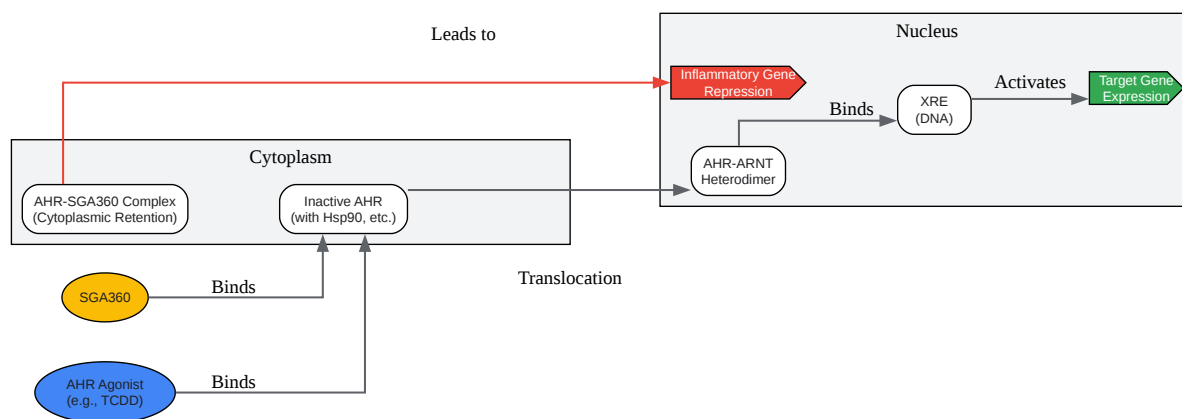 Leads to
Nucleus
Inflammatory Gene
Repression
Activates
Target Gene
Expression
XRE
(DNA)
Binds
Cytoplasm
AHR-ARNT
Heterodimer
AHR-SGA360 Complex
(Cytoplasmic Retention)
Inactive AHR
(with Hsp90, etc.)
Translocation
SGA360
Binds
AHR Agonist
(e.g., TCDD)
Binds